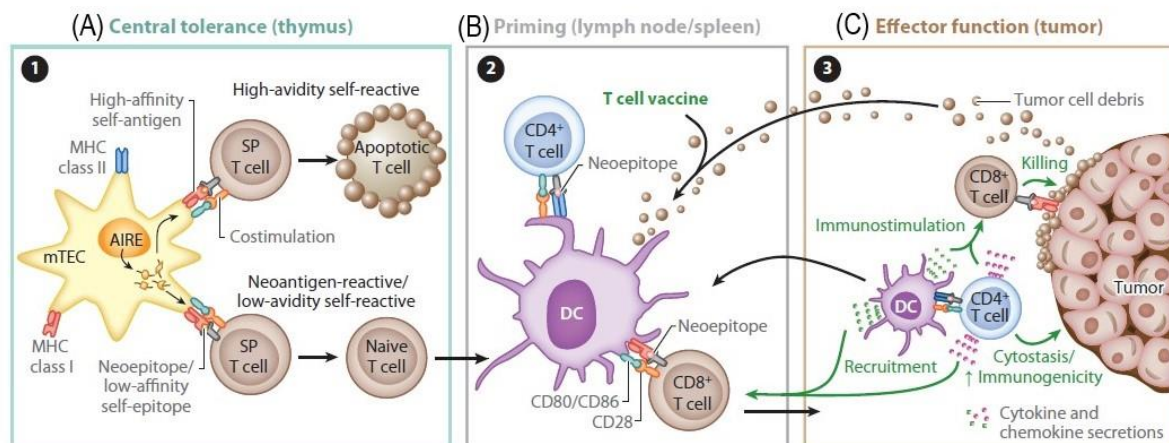 (A) Central tolerance (thymus)
1
High-affinity
self-antigen
High-avidity self-reactive
MHC
class II
SP
T cell
Apoptotic
T cell
AIRE
mTEC
Costimulation
Neoantigen-reactive/
low-avidity self-reactive
MHC
class I
Neoepitope/
low-affinity
self-epitope
SP
T cell
Naive
T cell
(B) Priming (lymph node/spleen)
2
T cell vaccine
CD4+
T cell
Neoepitope
DC
Neoepitope
CD80/CD86
CD28
CD8+
T cell
(C) Effector function (tumor)
3
Tumor cell debris
CD8+
T cell
Killing
Immunostimulation
Tumor
DC
CD4+
T cell
Recruitment
Cytostasis/
↑ Immunogenicity
Cytokine and
chemokine secretions